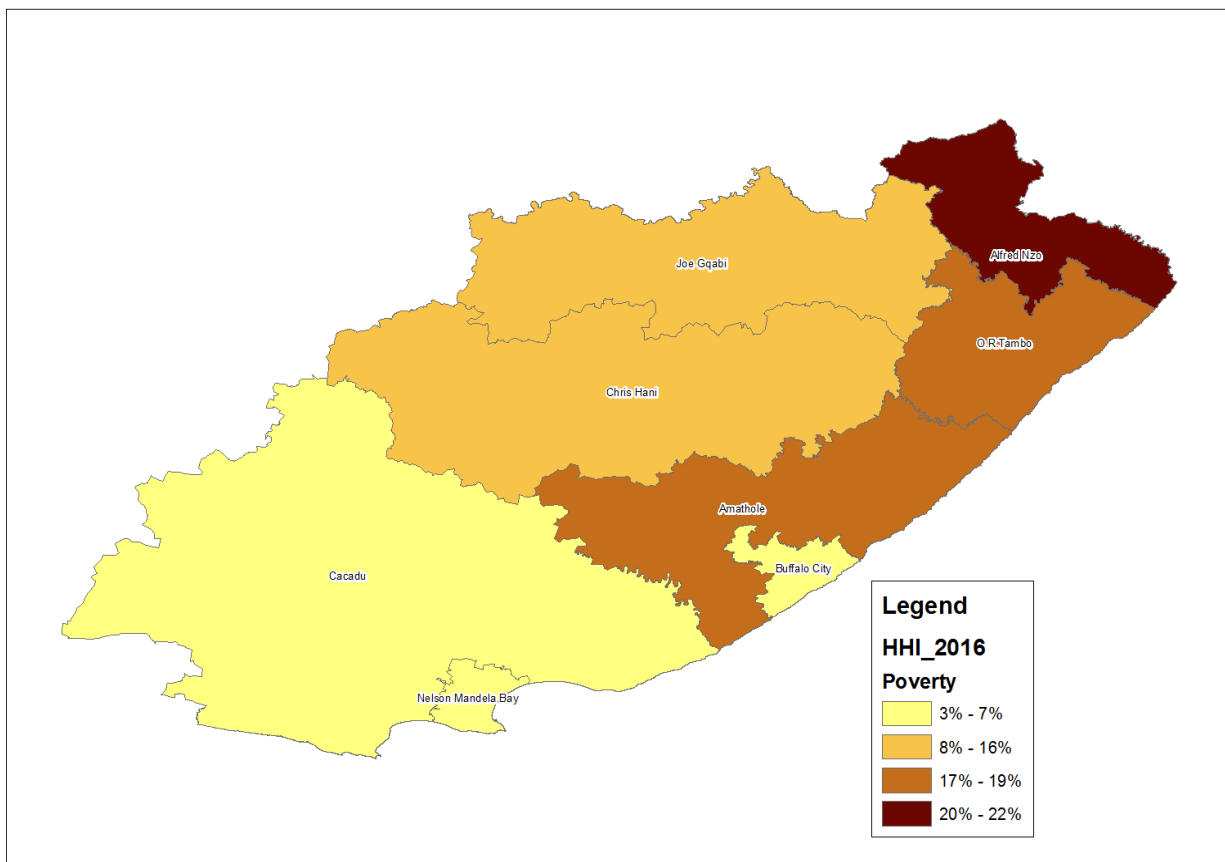 Alfred Nzo
Joe Gqabi
O.R.Tambo
Chris Hani
Amathole
Buffalo City
Cacadu
Nelson Mandela Bay
Legend
HHI_2016
Poverty
3% - 7%
8% - 16%
17% - 19%
20% - 22%